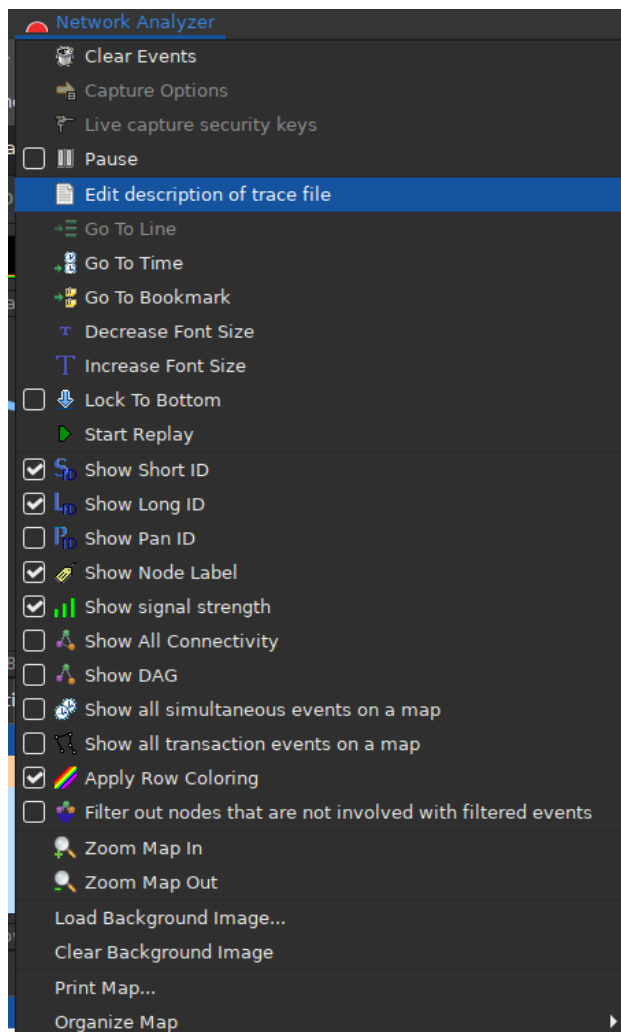 Network Analyzer
Clear Events
Capture Options
Live capture security keys
Pause
Edit description of trace file
Go To Line
Go To Time
Go To Bookmark
Decrease Font Size
Increase Font Size
Lock To Bottom
Start Replay
Show Short ID
Show Long ID
Show Pan ID
Show Node Label
Show signal strength
Show All Connectivity
Show DAG
Show all simultaneous events on a map
Show all transaction events on a map
Apply Row Coloring
Filter out nodes that are not involved with filtered events
Zoom Map In
Zoom Map Out
Load Background Image...
Clear Background Image
Print Map...
Organize Map